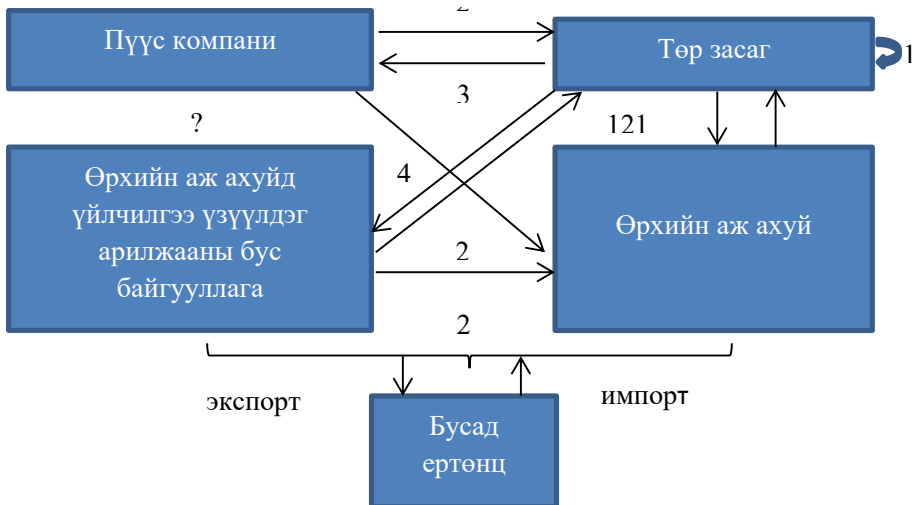 2
Пүүс компани
Төр засаг
1
3
?
121
Өрхийн аж ахуйд
үйлчилгээ үзүүлдэг
арилжааны бус
байгууллага
4
Өрхийн аж ахуй
2
2
экспорт
импорт
Бусад
ертөнц